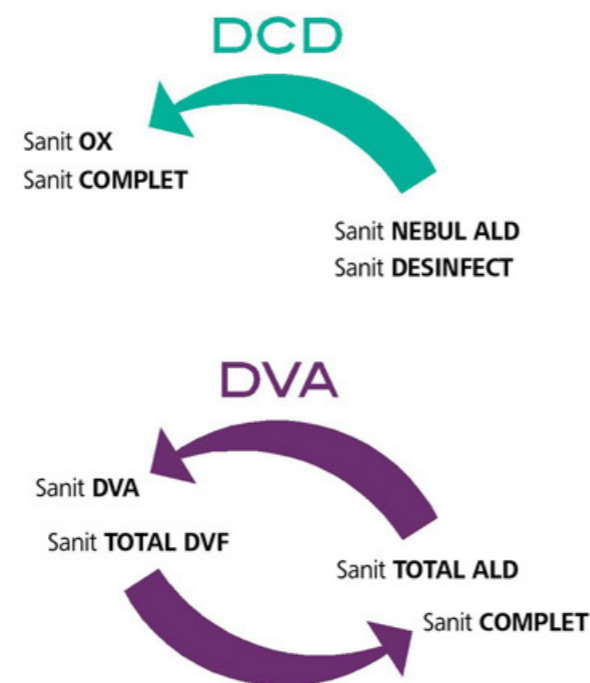 DCD
Sanit OX
Sanit COMPLET
Sanit NEBUL ALD
Sanit DESINFECT
DVA
Sanit DVA
Sanit TOTAL DVF
Sanit TOTAL ALD
Sanit COMPLET